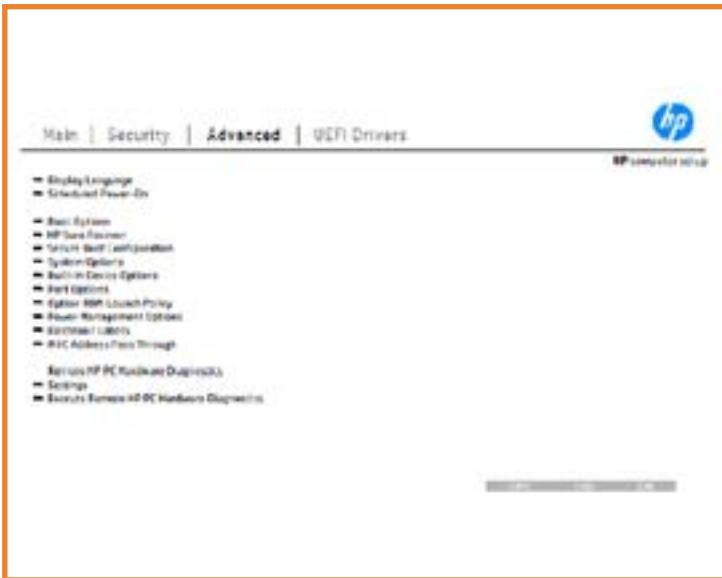 hp
Main | Security | Advanced | UEFI Drivers
HP computer setup
Display Language
Scheduled Power-On
Boot Options
HP Sure Recover
Secure Boot Configuration
System Options
Built-in Device Options
Port Options
Option ROM Launch Policy
Power Management Options
Electronic Labels
MAC Address Pass Through
Remote HP PC Hardware Diagnostics
Settings
Execute Remote HP PC Hardware Diagnostics